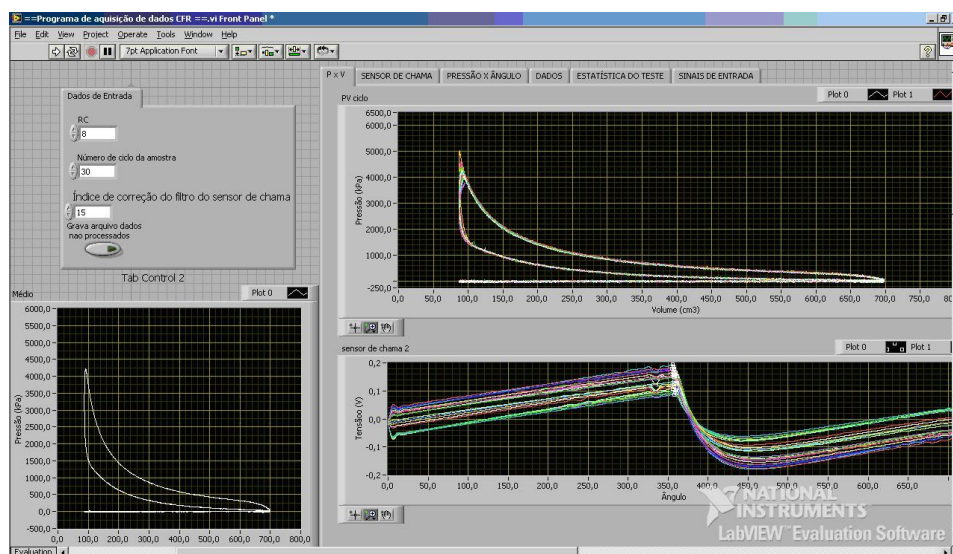 ==Programa de aquisição de dados CFR ==.vi Front Panel *
File Edit View Project Operate Tools Window Help
7pt Application Font
P x V SENSOR DE CHAMA PRESSÃO X ÂNGULO DADOS ESTATÍSTICA DO TESTE SINAIS DE ENTRADA
Dados de Entrada
RC
8
Número de ciclo da amostra
30
Índice de correção do filtro do sensor de chama
15
Grava arquivo dados
nao processados
Tab Control 2
PV ciclo
Plot 0 Plot 1
6500,0
6000,0
5000,0
4000,0
3000,0
2000,0
1000,0
-250,0
Pressão (kPa)
0,0 50,0 100,0 150,0 200,0 250,0 300,0 350,0 400,0 450,0 500,0 550,0 600,0 650,0 700,0 750,0
Volume (cm3)
Médio
Plot 0
6000,0
5500,0
5000,0
4500,0
4000,0
3500,0
3000,0
2500,0
2000,0
1500,0
1000,0
500,0
0,0
-500,0
Pressão (kPa)
0,0 100,0 200,0 300,0 400,0 500,0 600,0 700,0 800,0
sensor de chama 2
Plot 0 Plot 1
0,2
0,1
0,0
-0,1
-0,2
Tensãoo (V)
0,0 50,0 100,0 150,0 200,0 250,0 300,0 350,0 400,0 450,0 500,0 550,0 600,0 650,0
Ângulo
NATIONAL
INSTRUMENTS
LabVIEW™ Evaluation Software
Evaluation